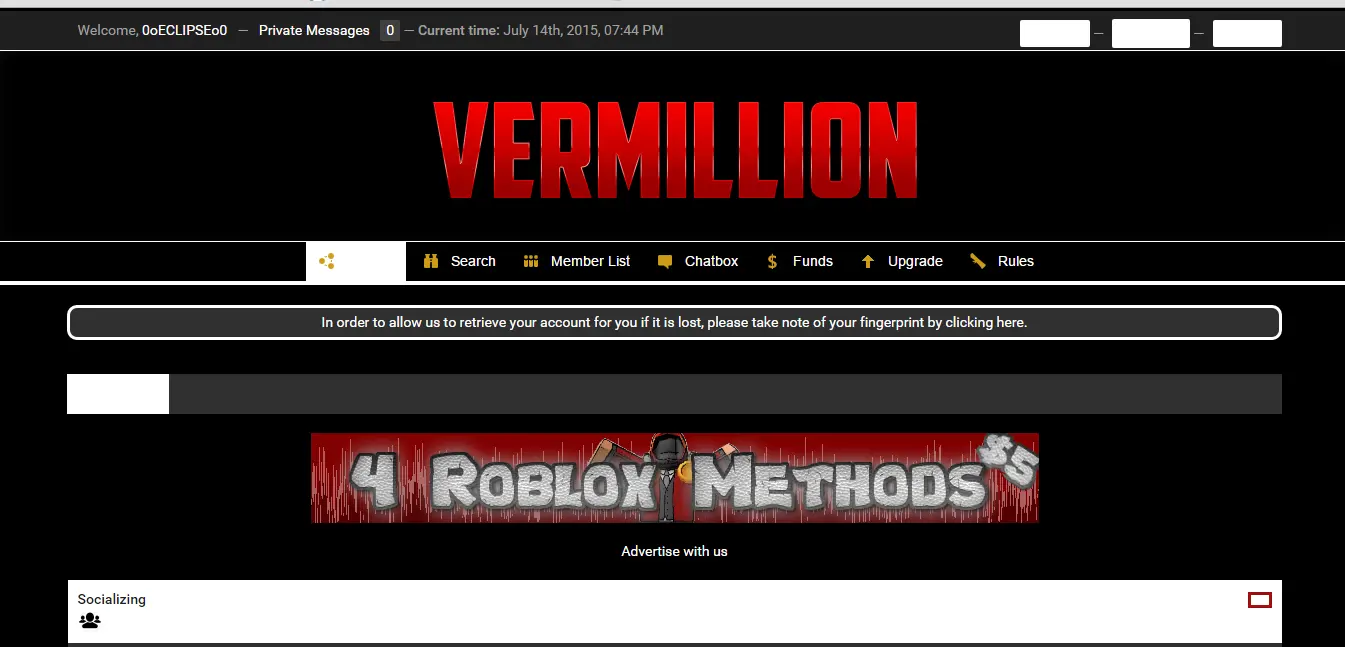 Welcome, 0oECLIPSEo0 — Private Messages 0 — Current time: July 14th, 2015, 07:44 PM — —
VERMILLION
Search Member List Chatbox $ Funds Upgrade Rules
In order to allow us to retrieve your account for you if it is lost, please take note of your fingerprint by clicking here.
4 ROBLOX METHODS $5
Advertise with us
Socializing